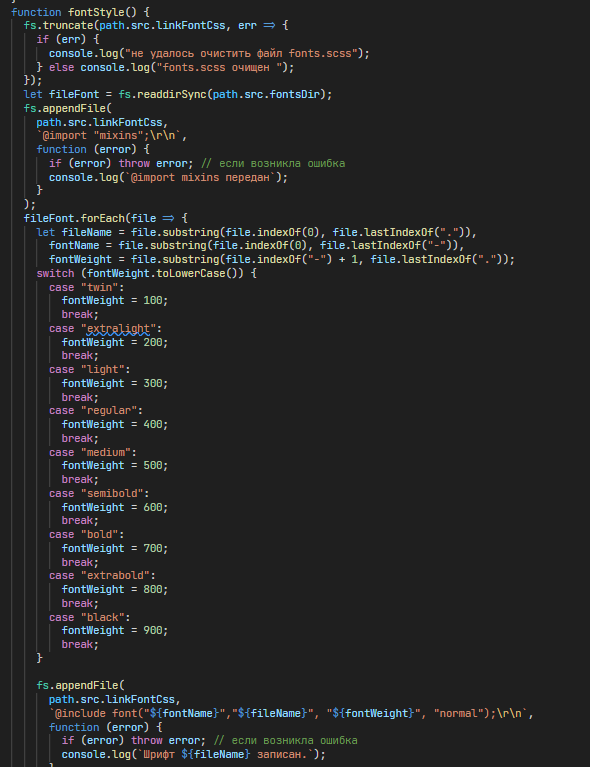 }
function fontStyle() {
fs.truncate(path.src.linkFontCss, err => {
if (err) {
console.log("не удалось очистить файл fonts.scss");
} else console.log("fonts.scss очищен ");
});
let fileFont = fs.readdirSync(path.src.fontsDir);
fs.appendFile(
path.src.linkFontCss,
`@import "mixins";\r\n`,
function (error) {
if (error) throw error; // если возникла ошибка
console.log(`@import mixins передан`);
}
);
fileFont.forEach(file => {
let fileName = file.substring(file.indexOf(0), file.lastIndexOf(".")),
fontName = file.substring(file.indexOf(0), file.lastIndexOf("-")),
fontWeight = file.substring(file.indexOf("-") + 1, file.lastIndexOf("."));
switch (fontWeight.toLowerCase()) {
case "twin":
fontWeight = 100;
break;
case "extralight":
fontWeight = 200;
break;
case "light":
fontWeight = 300;
break;
case "regular":
fontWeight = 400;
break;
case "medium":
fontWeight = 500;
break;
case "semibold":
fontWeight = 600;
break;
case "bold":
fontWeight = 700;
break;
case "extrabold":
fontWeight = 800;
break;
case "black":
fontWeight = 900;
break;
}
fs.appendFile(
path.src.linkFontCss,
`@include font("${fontName}","${fileName}", "${fontWeight}", "normal");\r\n`,
function (error) {
if (error) throw error; // если возникла ошибка
console.log(`Шрифт ${fileName} записан.`);
}